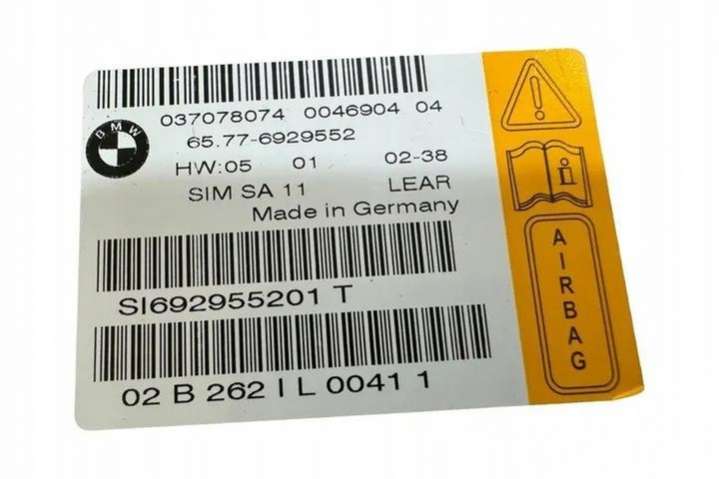 037078074 0046904 04
BMW
65.77-6929552
HW:05 01 02-38
SIM SA 11 LEAR
Made in Germany
SI692955201 T
02 B 262 I L 0041 1
i
AIRBAG